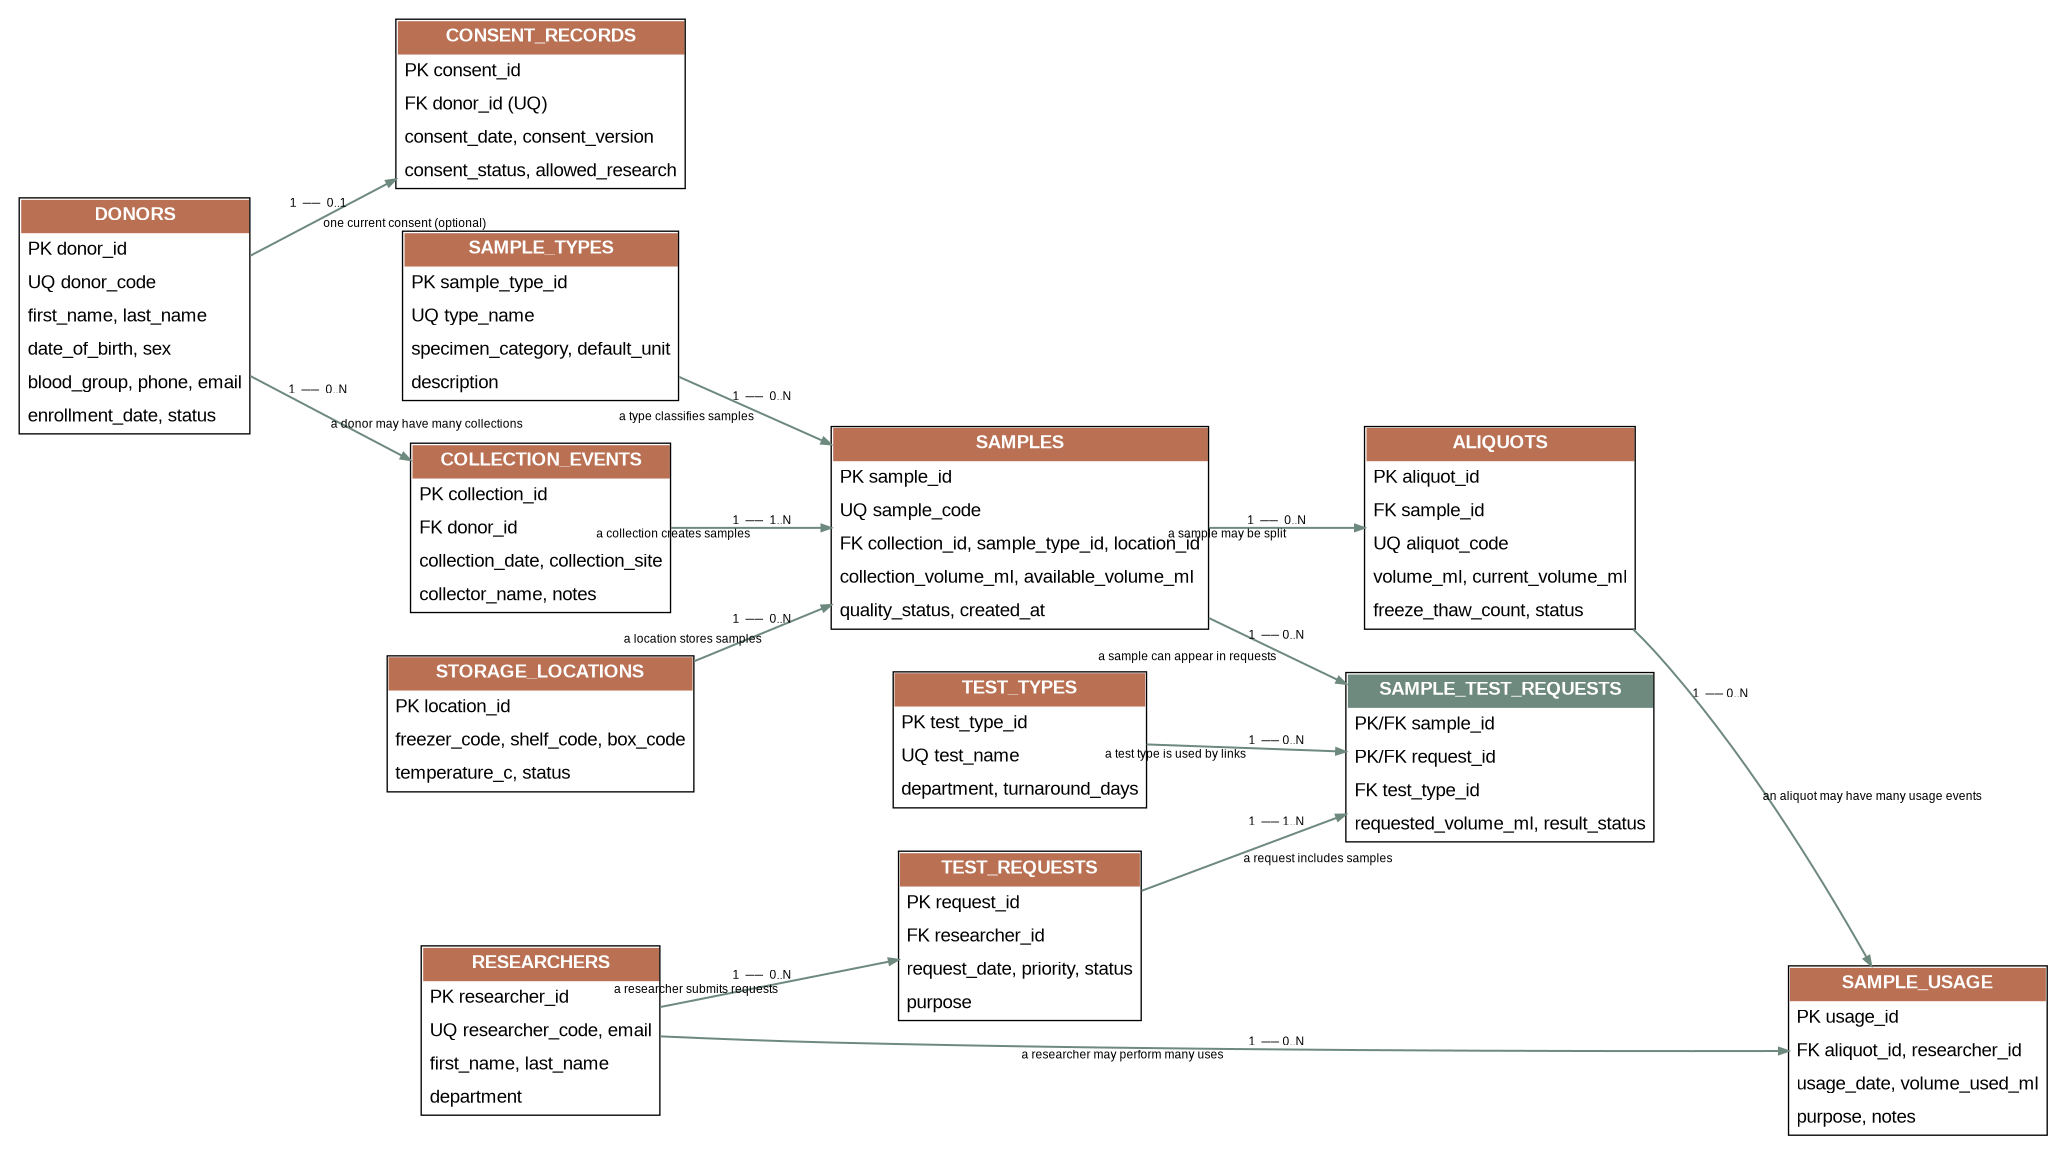 CONSENT_RECORDS
PK consent_id
FK donor_id (UQ)
consent_date, consent_version
consent_status, allowed_research
DONORS
PK donor_id
UQ donor_code
first_name, last_name
date_of_birth, sex
blood_group, phone, email
enrollment_date, status
1 —— 0..1
one current consent (optional)
1 —— 0..N
a donor may have many collections
SAMPLE_TYPES
PK sample_type_id
UQ type_name
specimen_category, default_unit
description
1 —— 0..N
a type classifies samples
COLLECTION_EVENTS
PK collection_id
FK donor_id
collection_date, collection_site
collector_name, notes
1 —— 1..N
a collection creates samples
STORAGE_LOCATIONS
PK location_id
freezer_code, shelf_code, box_code
temperature_c, status
1 —— 0..N
a location stores samples
SAMPLES
PK sample_id
UQ sample_code
FK collection_id, sample_type_id, location_id
collection_volume_ml, available_volume_ml
quality_status, created_at
1 —— 0..N
a sample may be split
ALIQUOTS
PK aliquot_id
FK sample_id
UQ aliquot_code
volume_ml, current_volume_ml
freeze_thaw_count, status
1 —— 0..N
a sample can appear in requests
TEST_TYPES
PK test_type_id
UQ test_name
department, turnaround_days
1 —— 0..N
a test type is used by links
SAMPLE_TEST_REQUESTS
PK/FK sample_id
PK/FK request_id
FK test_type_id
requested_volume_ml, result_status
1 —— 0..N
an aliquot may have many usage events
TEST_REQUESTS
PK request_id
FK researcher_id
request_date, priority, status
purpose
1 —— 1..N
a request includes samples
RESEARCHERS
PK researcher_id
UQ researcher_code, email
first_name, last_name
department
1 —— 0..N
a researcher submits requests
1 —— 0..N
a researcher may perform many uses
SAMPLE_USAGE
PK usage_id
FK aliquot_id, researcher_id
usage_date, volume_used_ml
purpose, notes